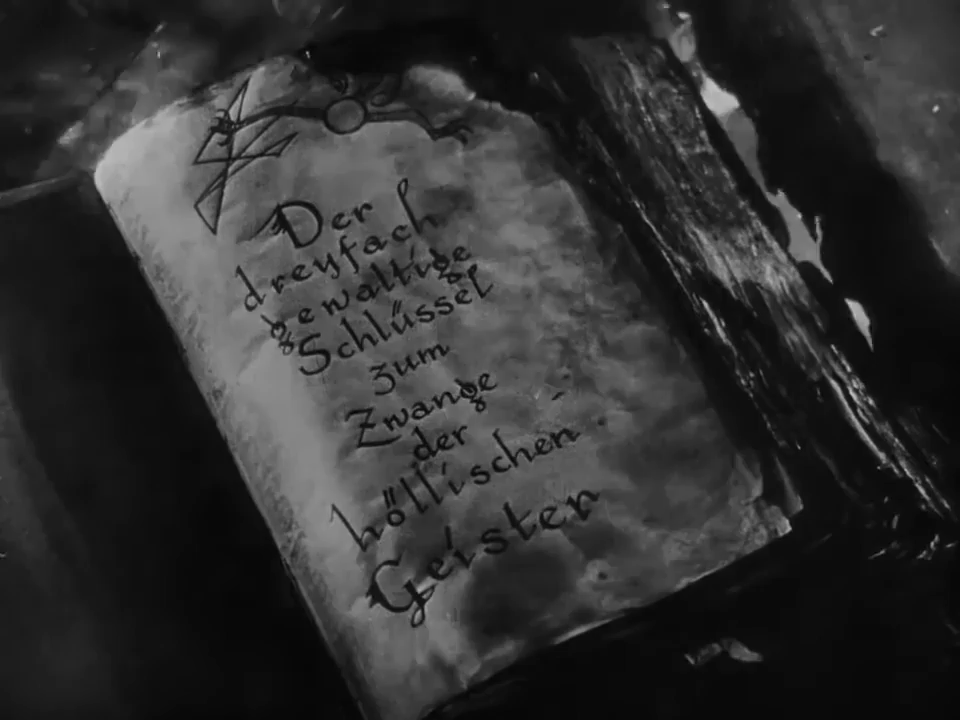 Der
dreyfach
gewaltige
Schlüssel
zum
Zwange
der
höllischen
Geister